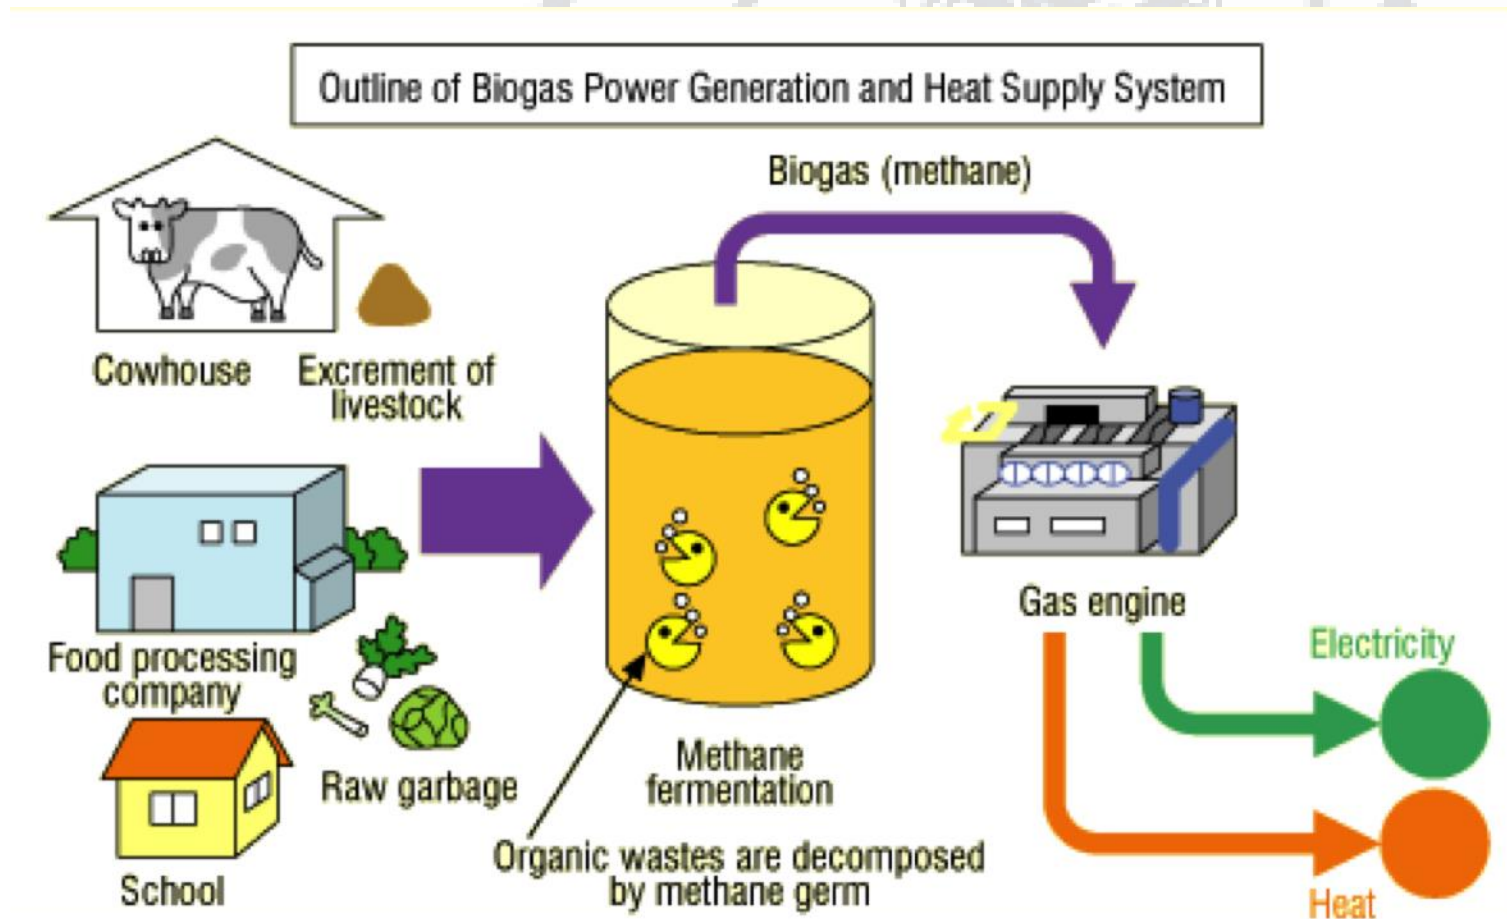 Outline of Biogas Power Generation and Heat Supply System
Biogas (methane)
Cowhouse
Excrement of
livestock
Food processing
company
Raw garbage
School
Methane
fermentation
Organic wastes are decomposed
by methane germ
Gas engine
Electricity
Heat